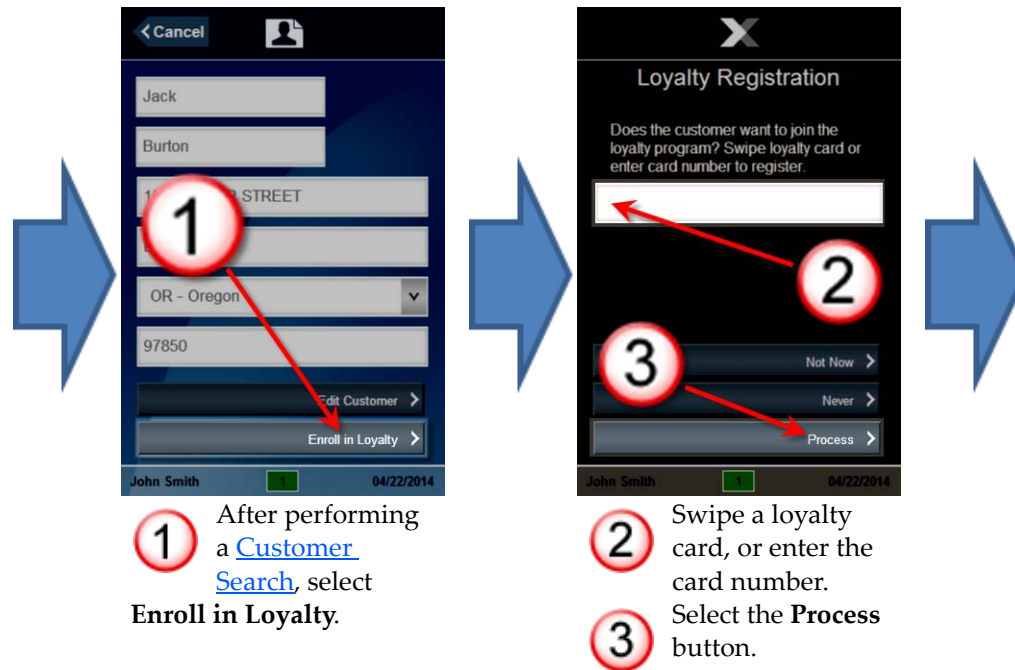 Cancel
Jack
Burton
STREET
OR - Oregon
97850
Edit Customer
Enroll in Loyalty
John Smith 1 04/22/2014
1
Loyalty Registration
Does the customer want to join the
loyalty program? Swipe loyalty card or
enter card number to register.
2
3
Not Now
Never
Process
John Smith 1 04/22/2014
1 After performing
a Customer
Search, select
Enroll in Loyalty.
2 Swipe a loyalty
card, or enter the
card number.
3 Select the Process
button.